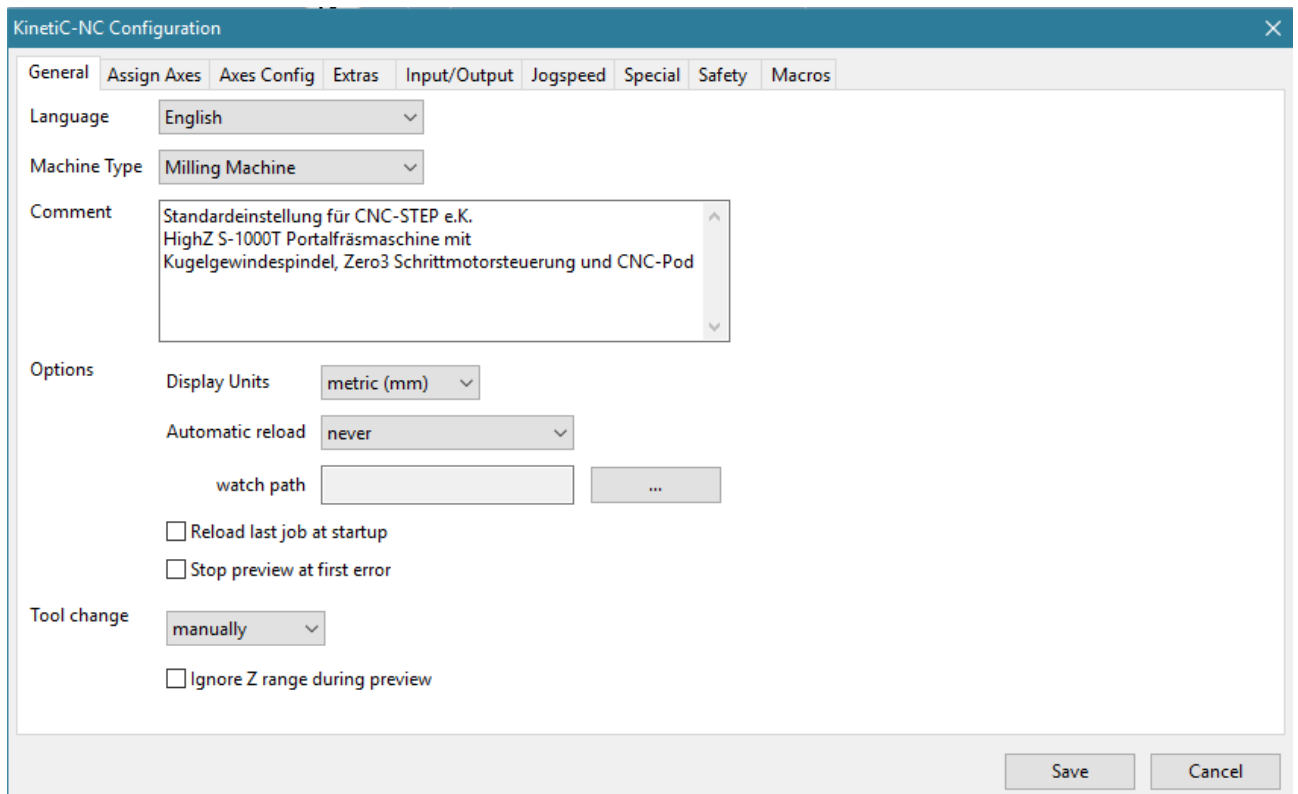 KinetiC-NC Configuration
General Assign Axes Axes Config Extras Input/Output Jogspeed Special Safety Macros
Language English
Machine Type Milling Machine
Comment Standardeinstellung für CNC-STEP e.K.
HighZ S-1000T Portalfräsmaschine mit
Kugelgewindespindel, Zero3 Schrittmotorsteuerung und CNC-Pod
Options
Display Units metric (mm)
Automatic reload never
watch path ...
Reload last job at startup
Stop preview at first error
Tool change
manually
Ignore Z range during preview
Save Cancel